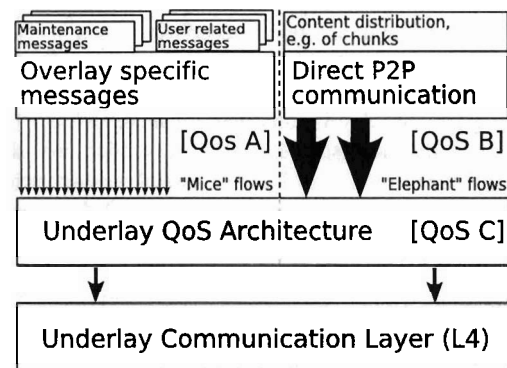 Maintenance
messages
User related
messages
Content distribution,
e.g. of chunks
Overlay specific
messages
Direct P2P
communication
[Qos A]
[QoS B]
"Mice" flows
"Elephant" flows
Underlay QoS Architecture [QoS C]
Underlay Communication Layer (L4)